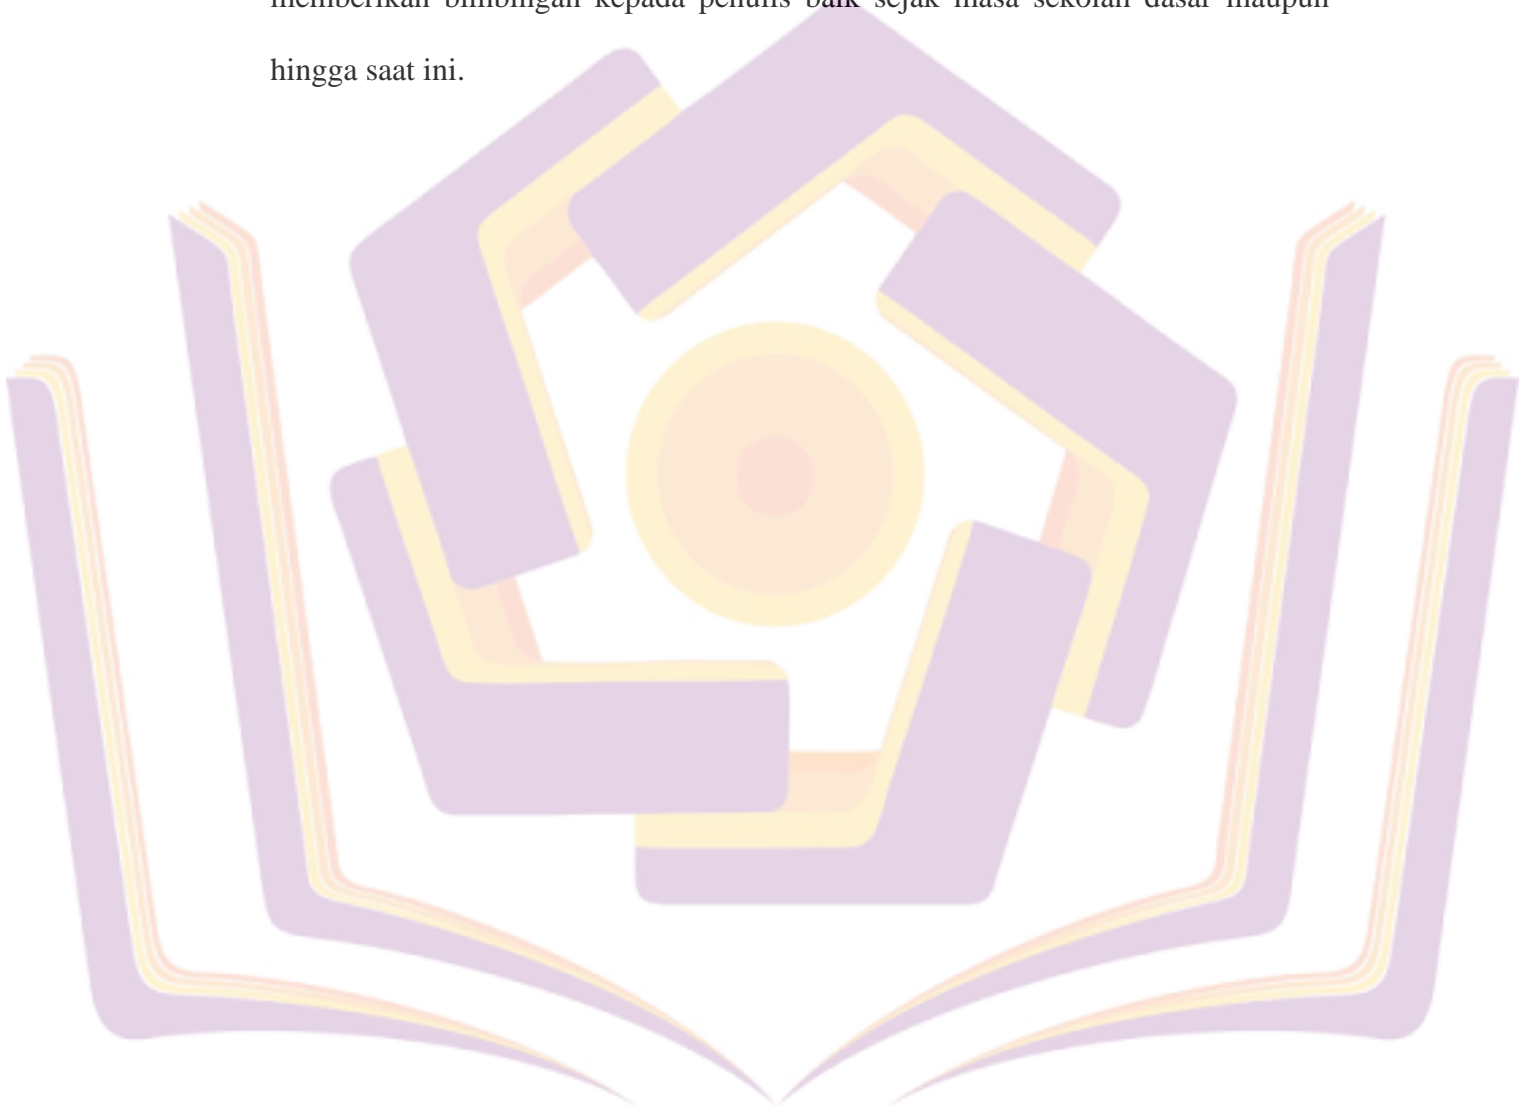 memberikan bimbingan kepada penulis baik sejak masa sekolah dasar maupun
hingga saat ini.